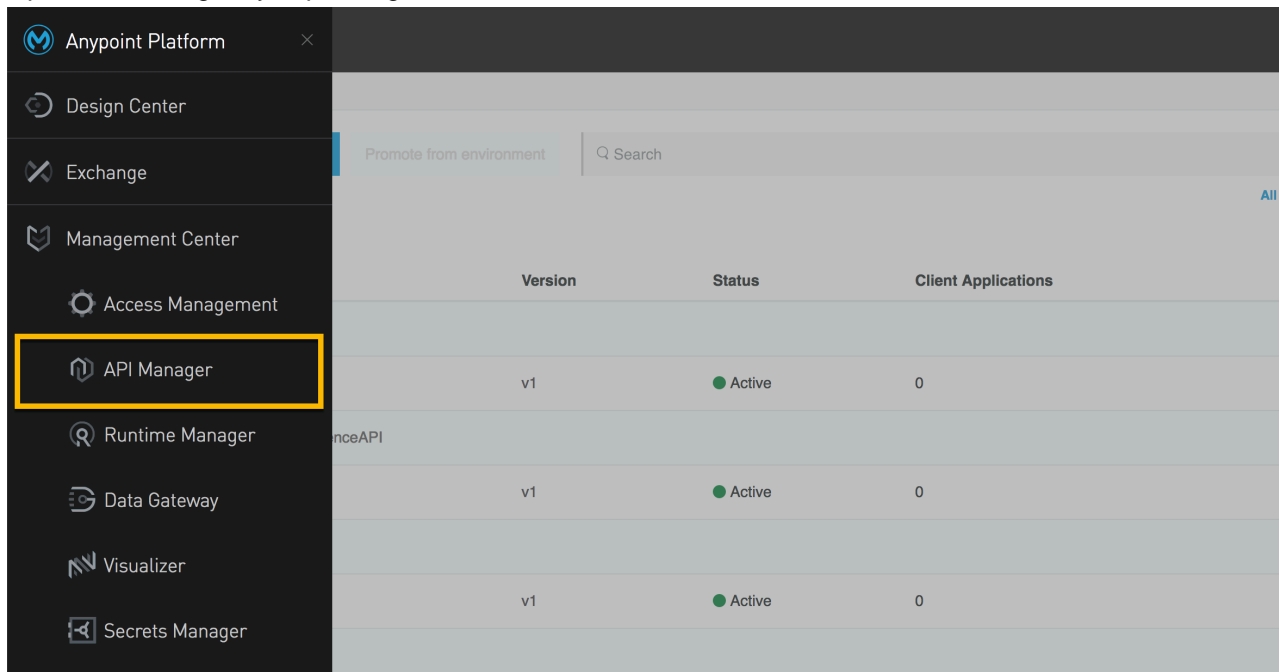 Anypoint Platform
Design Center
Promote from environment
Search
Exchange
All
Management Center
Version Status Client Applications
Access Management
API Manager
v1 Active 0
Runtime Manager
enceAPI
Data Gateway
v1 Active 0
Visualizer
v1 Active 0
Secrets Manager